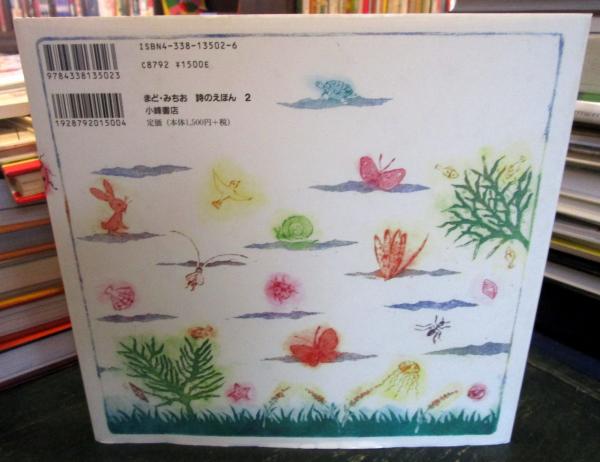 ISBN4-338-13502-6
C8792 ¥1500E
9784338135023
まど・みちお 詩のえほん 2
小峰書店
定価（本体1,500円+税）
1928792015004